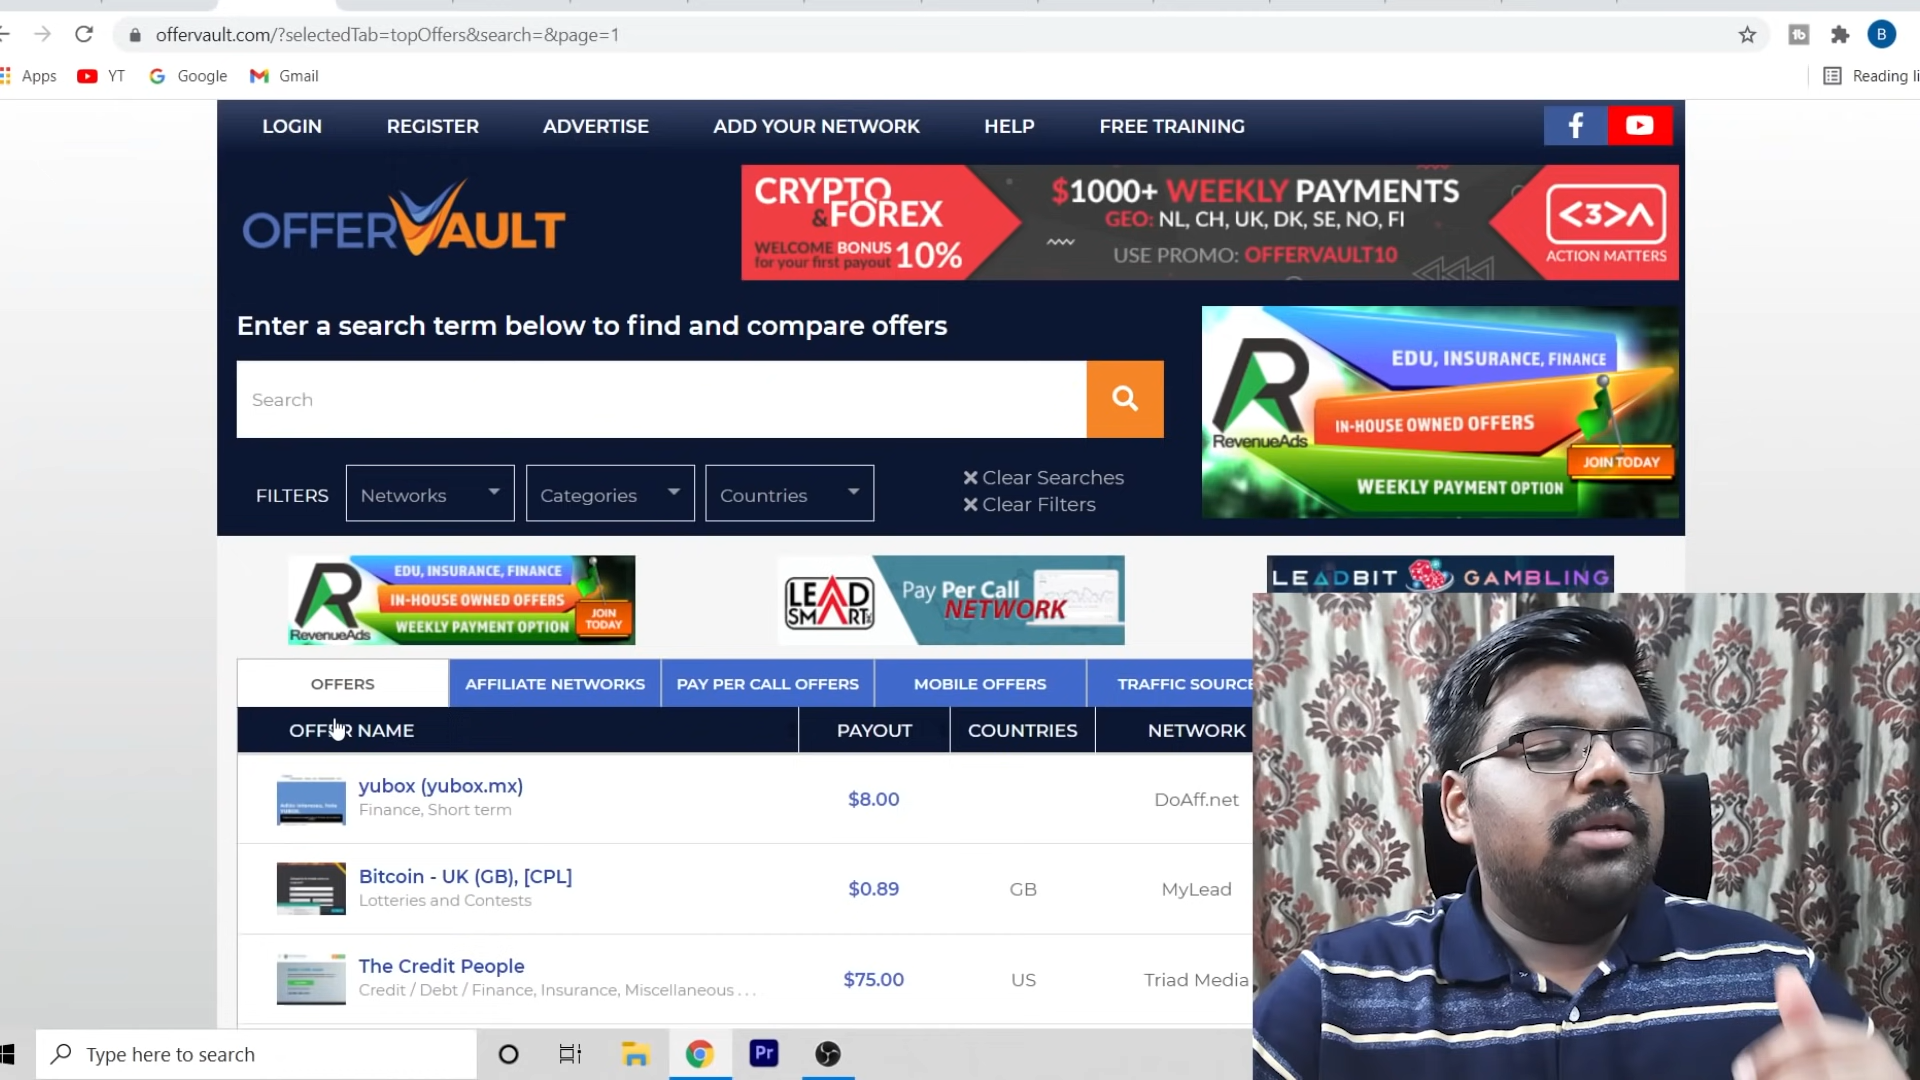 offervault.com/?selectedTab=topOffers&search=&page=1
B
Apps
YT
Google
Gmail
Reading li
LOGIN
REGISTER
ADVERTISE
ADD YOUR NETWORK
HELP
FREE TRAINING
OFFERVAULT
CRYPTO
&FOREX
WELCOME BONUS
for your first payout 10%
$1000+ WEEKLY PAYMENTS
GEO: NL, CH, UK, DK, SE, NO, FI
USE PROMO: OFFERVAULT10
<3>Λ
ACTION MATTERS
Enter a search term below to find and compare offers
Search
FILTERS
Networks
Categories
Countries
Clear Searches
Clear Filters
RevenueAds
EDU, INSURANCE, FINANCE
IN-HOUSE OWNED OFFERS
JOIN TODAY
WEEKLY PAYMENT OPTION
RevenueAds
EDU, INSURANCE, FINANCE
IN-HOUSE OWNED OFFERS
WEEKLY PAYMENT OPTION
JOIN
TODAY
LEAD
SMART
Pay Per Call
NETWORK
LEADBIT GAMBLING
OFFERS
AFFILIATE NETWORKS
PAY PER CALL OFFERS
MOBILE OFFERS
TRAFFIC SOURCE
OFFER NAME
PAYOUT
COUNTRIES
NETWORK
yubox (yubox.mx)
Finance, Short term
$8.00
DoAff.net
Bitcoin - UK (GB), [CPL]
Lotteries and Contests
$0.89
GB
MyLead
The Credit People
Credit / Debt / Finance, Insurance, Miscellaneous . . .
$75.00
US
Triad Media
Type here to search
Pr